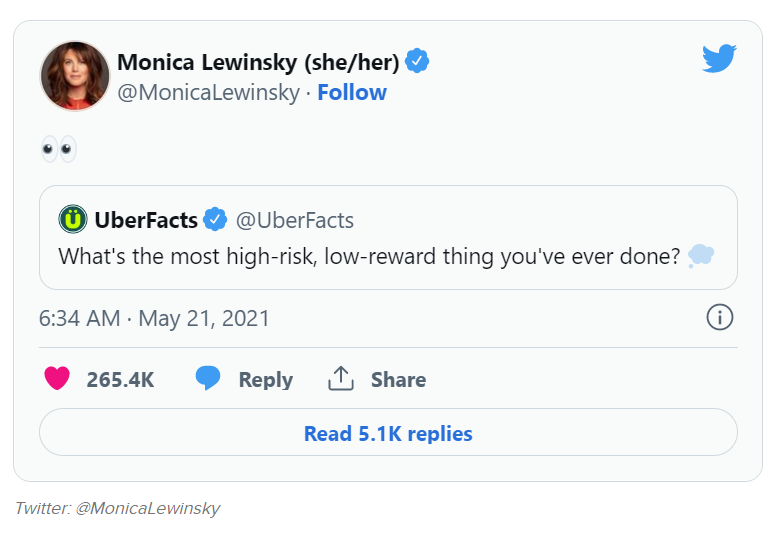 Monica Lewinsky (she/her)
@MonicaLewinsky · Follow
👀
UberFacts @UberFacts
What's the most high-risk, low-reward thing you've ever done? 💭
6:34 AM · May 21, 2021
265.4K Reply Share
Read 5.1K replies
Twitter: @MonicaLewinsky